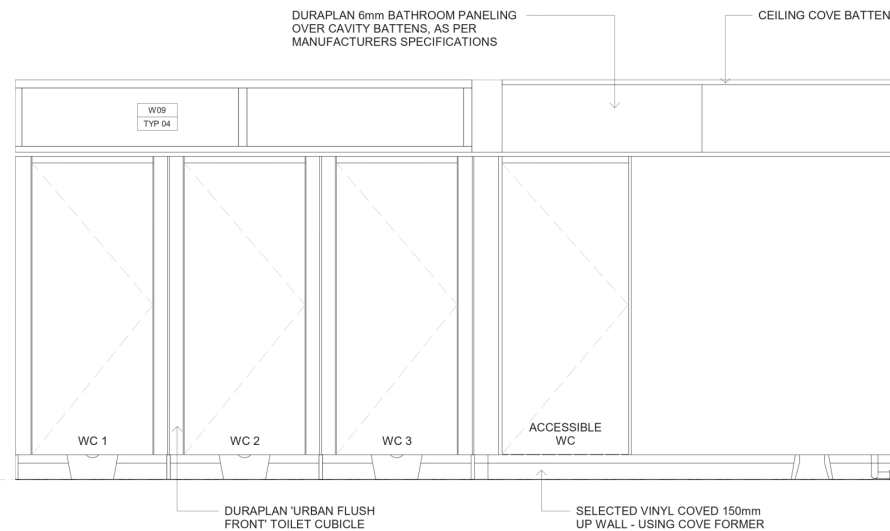 DURAPLAN 6mm BATHROOM PANELING
OVER CAVITY BATTENS, AS PER
MANUFACTURERS SPECIFICATIONS
CEILING COVE BATTEN
W09
TYP 04
WC 1
WC 2
WC 3
ACCESSIBLE
WC
DURAPLAN 'URBAN FLUSH
FRONT' TOILET CUBICLE
SELECTED VINYL COVED 150mm
UP WALL - USING COVE FORMER